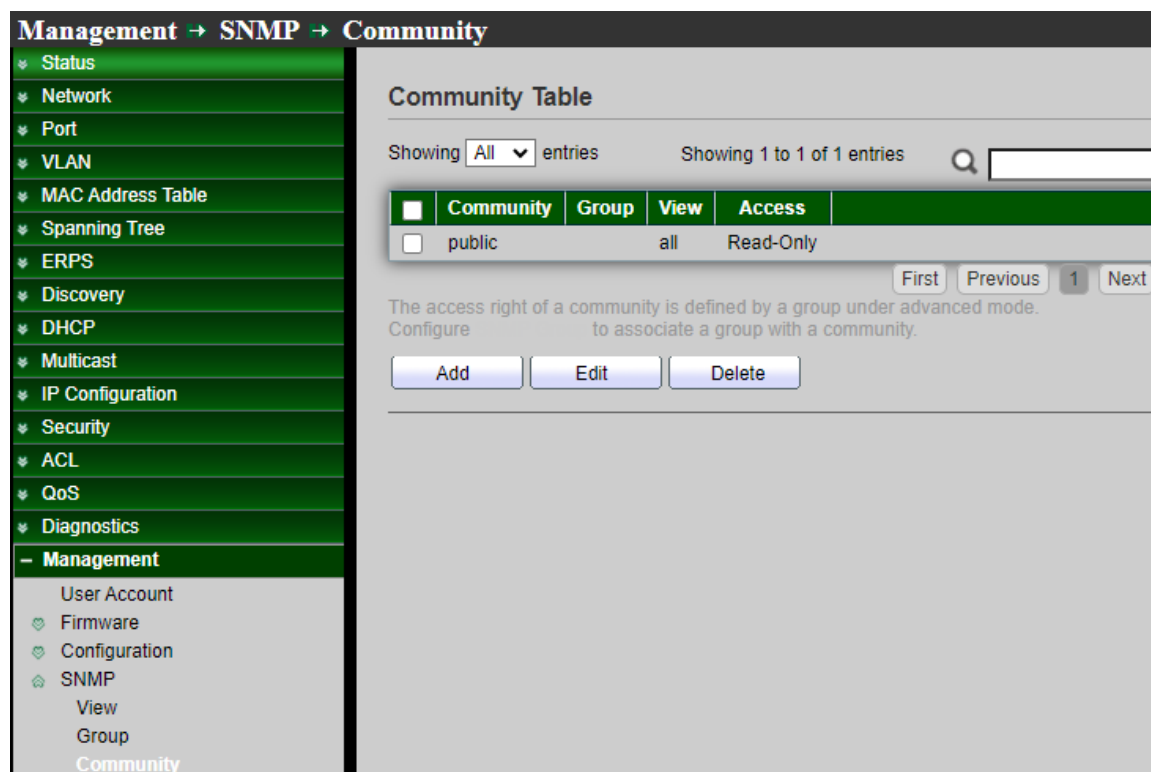 Management → SNMP → Community
Status
Network
Port
VLAN
MAC Address Table
Spanning Tree
ERPS
Discovery
DHCP
Multicast
IP Configuration
Security
ACL
QoS
Diagnostics
Management
User Account
Firmware
Configuration
SNMP
View
Group
Community
Community Table
Showing All entries Showing 1 to 1 of 1 entries
Community Group View Access
public all Read-Only
First Previous 1 Next
The access right of a community is defined by a group under advanced mode.
Configure to associate a group with a community.
Add Edit Delete